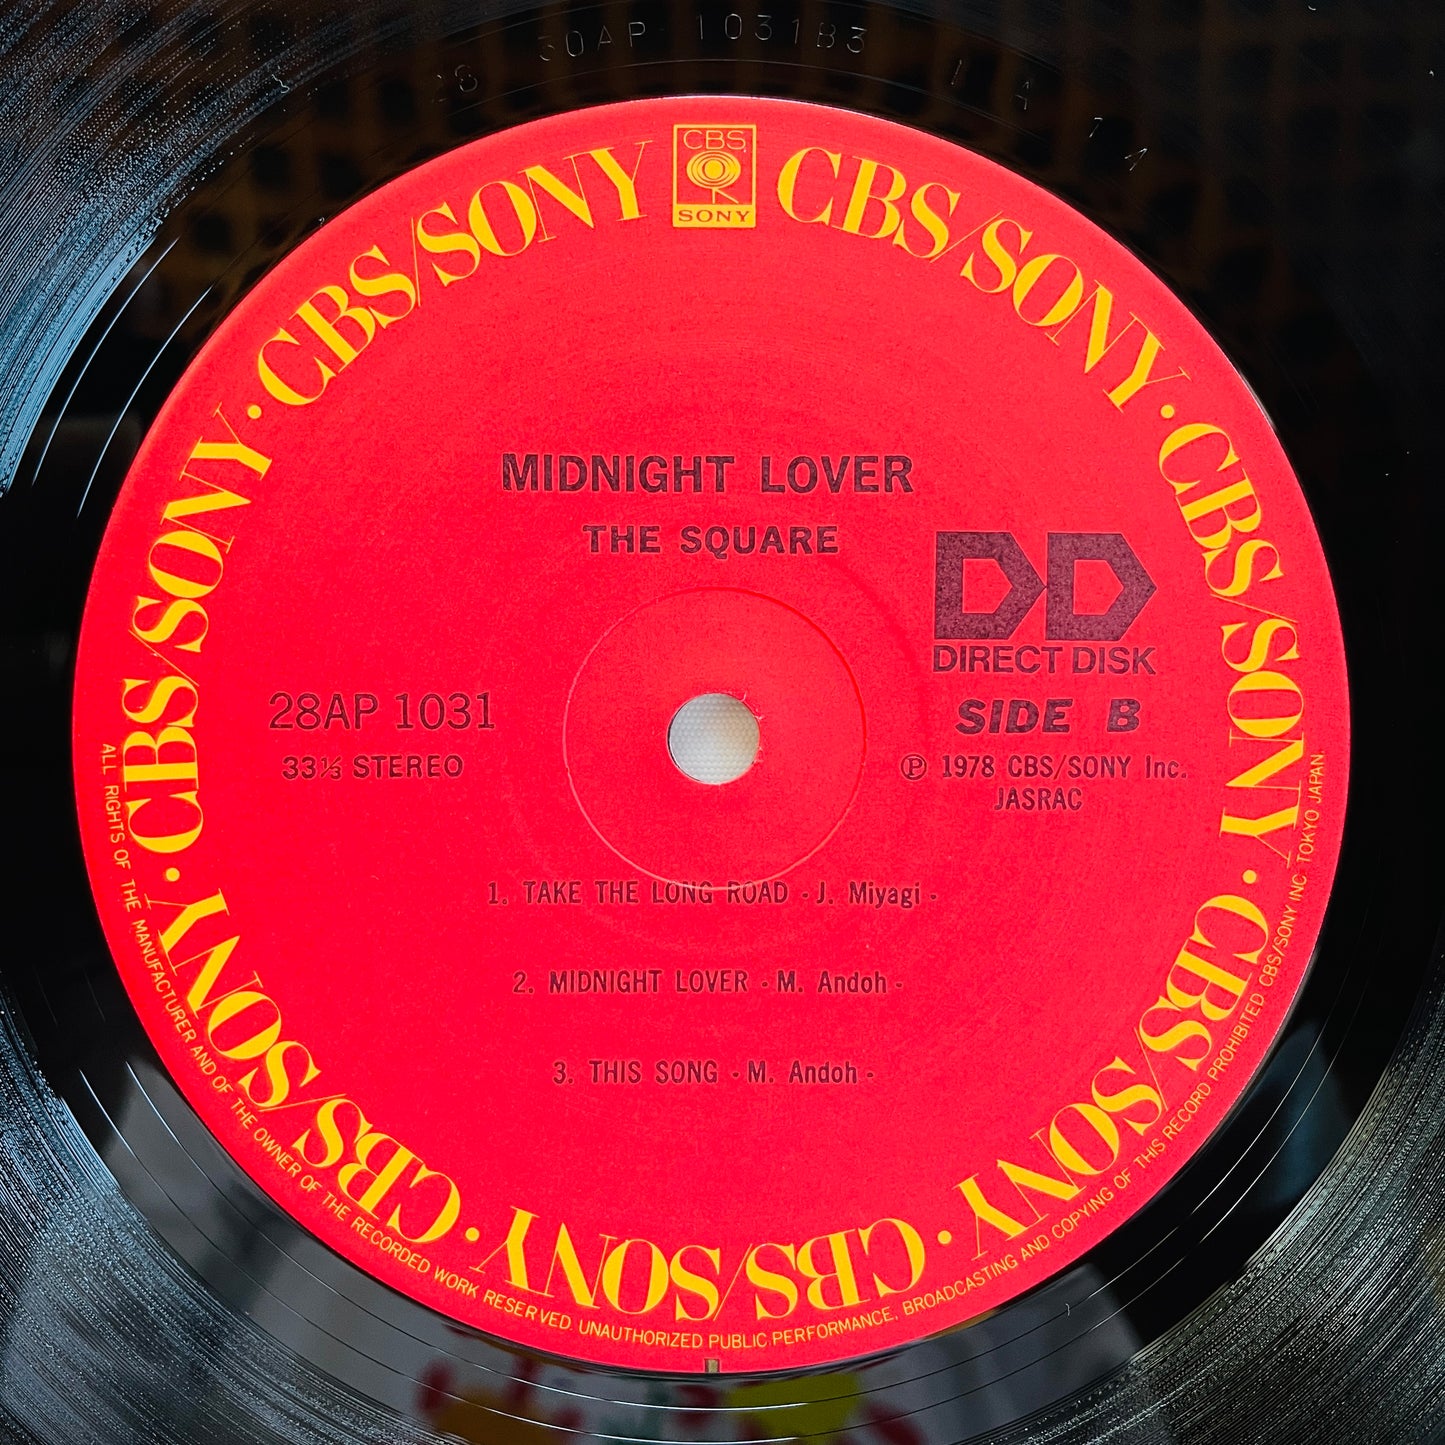 30AP 1031B3 1 A
28
CBS
SONY
CBS/SONY · CBS/SONY · CBS/SONY · CBS/SONY · CBS/SONY · CBS/SONY · CBS/SONY · CBS/SONY
MIDNIGHT LOVER
THE SQUARE
DD
DIRECT DISK
28AP 1031
SIDE B
33⅓ STEREO
Ⓟ 1978 CBS/SONY Inc.
JASRAC
1. TAKE THE LONG ROAD - J. Miyagi -
2. MIDNIGHT LOVER - M. Andoh -
3. THIS SONG - M. Andoh -
ALL RIGHTS OF THE MANUFACTURER AND OF THE OWNER OF THE RECORDED WORK RESERVED. UNAUTHORIZED PUBLIC PERFORMANCE, BROADCASTING AND COPYING OF THIS RECORD PROHIBITED CBS/SONY INC TOKYO JAPAN